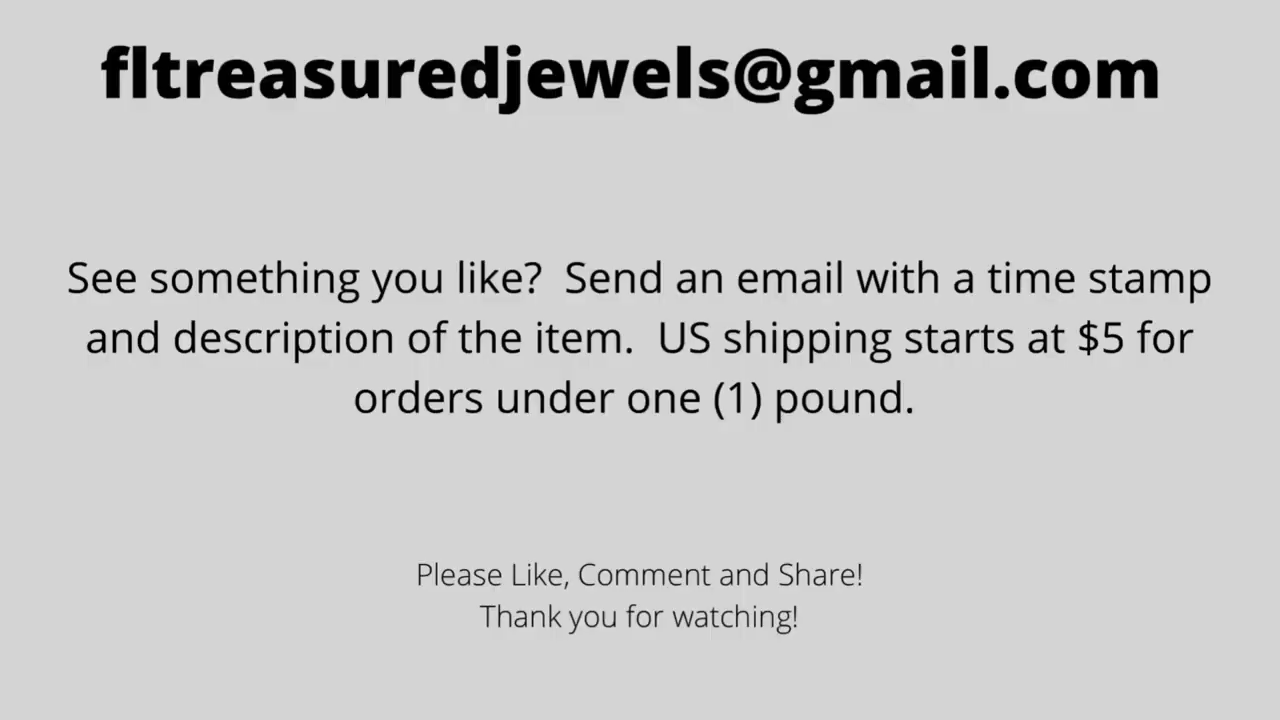 fltreasuredjewels@gmail.com
See something you like?  Send an email with a time stamp
and description of the item.  US shipping starts at $5 for
orders under one (1) pound.
Please Like, Comment and Share!
Thank you for watching!